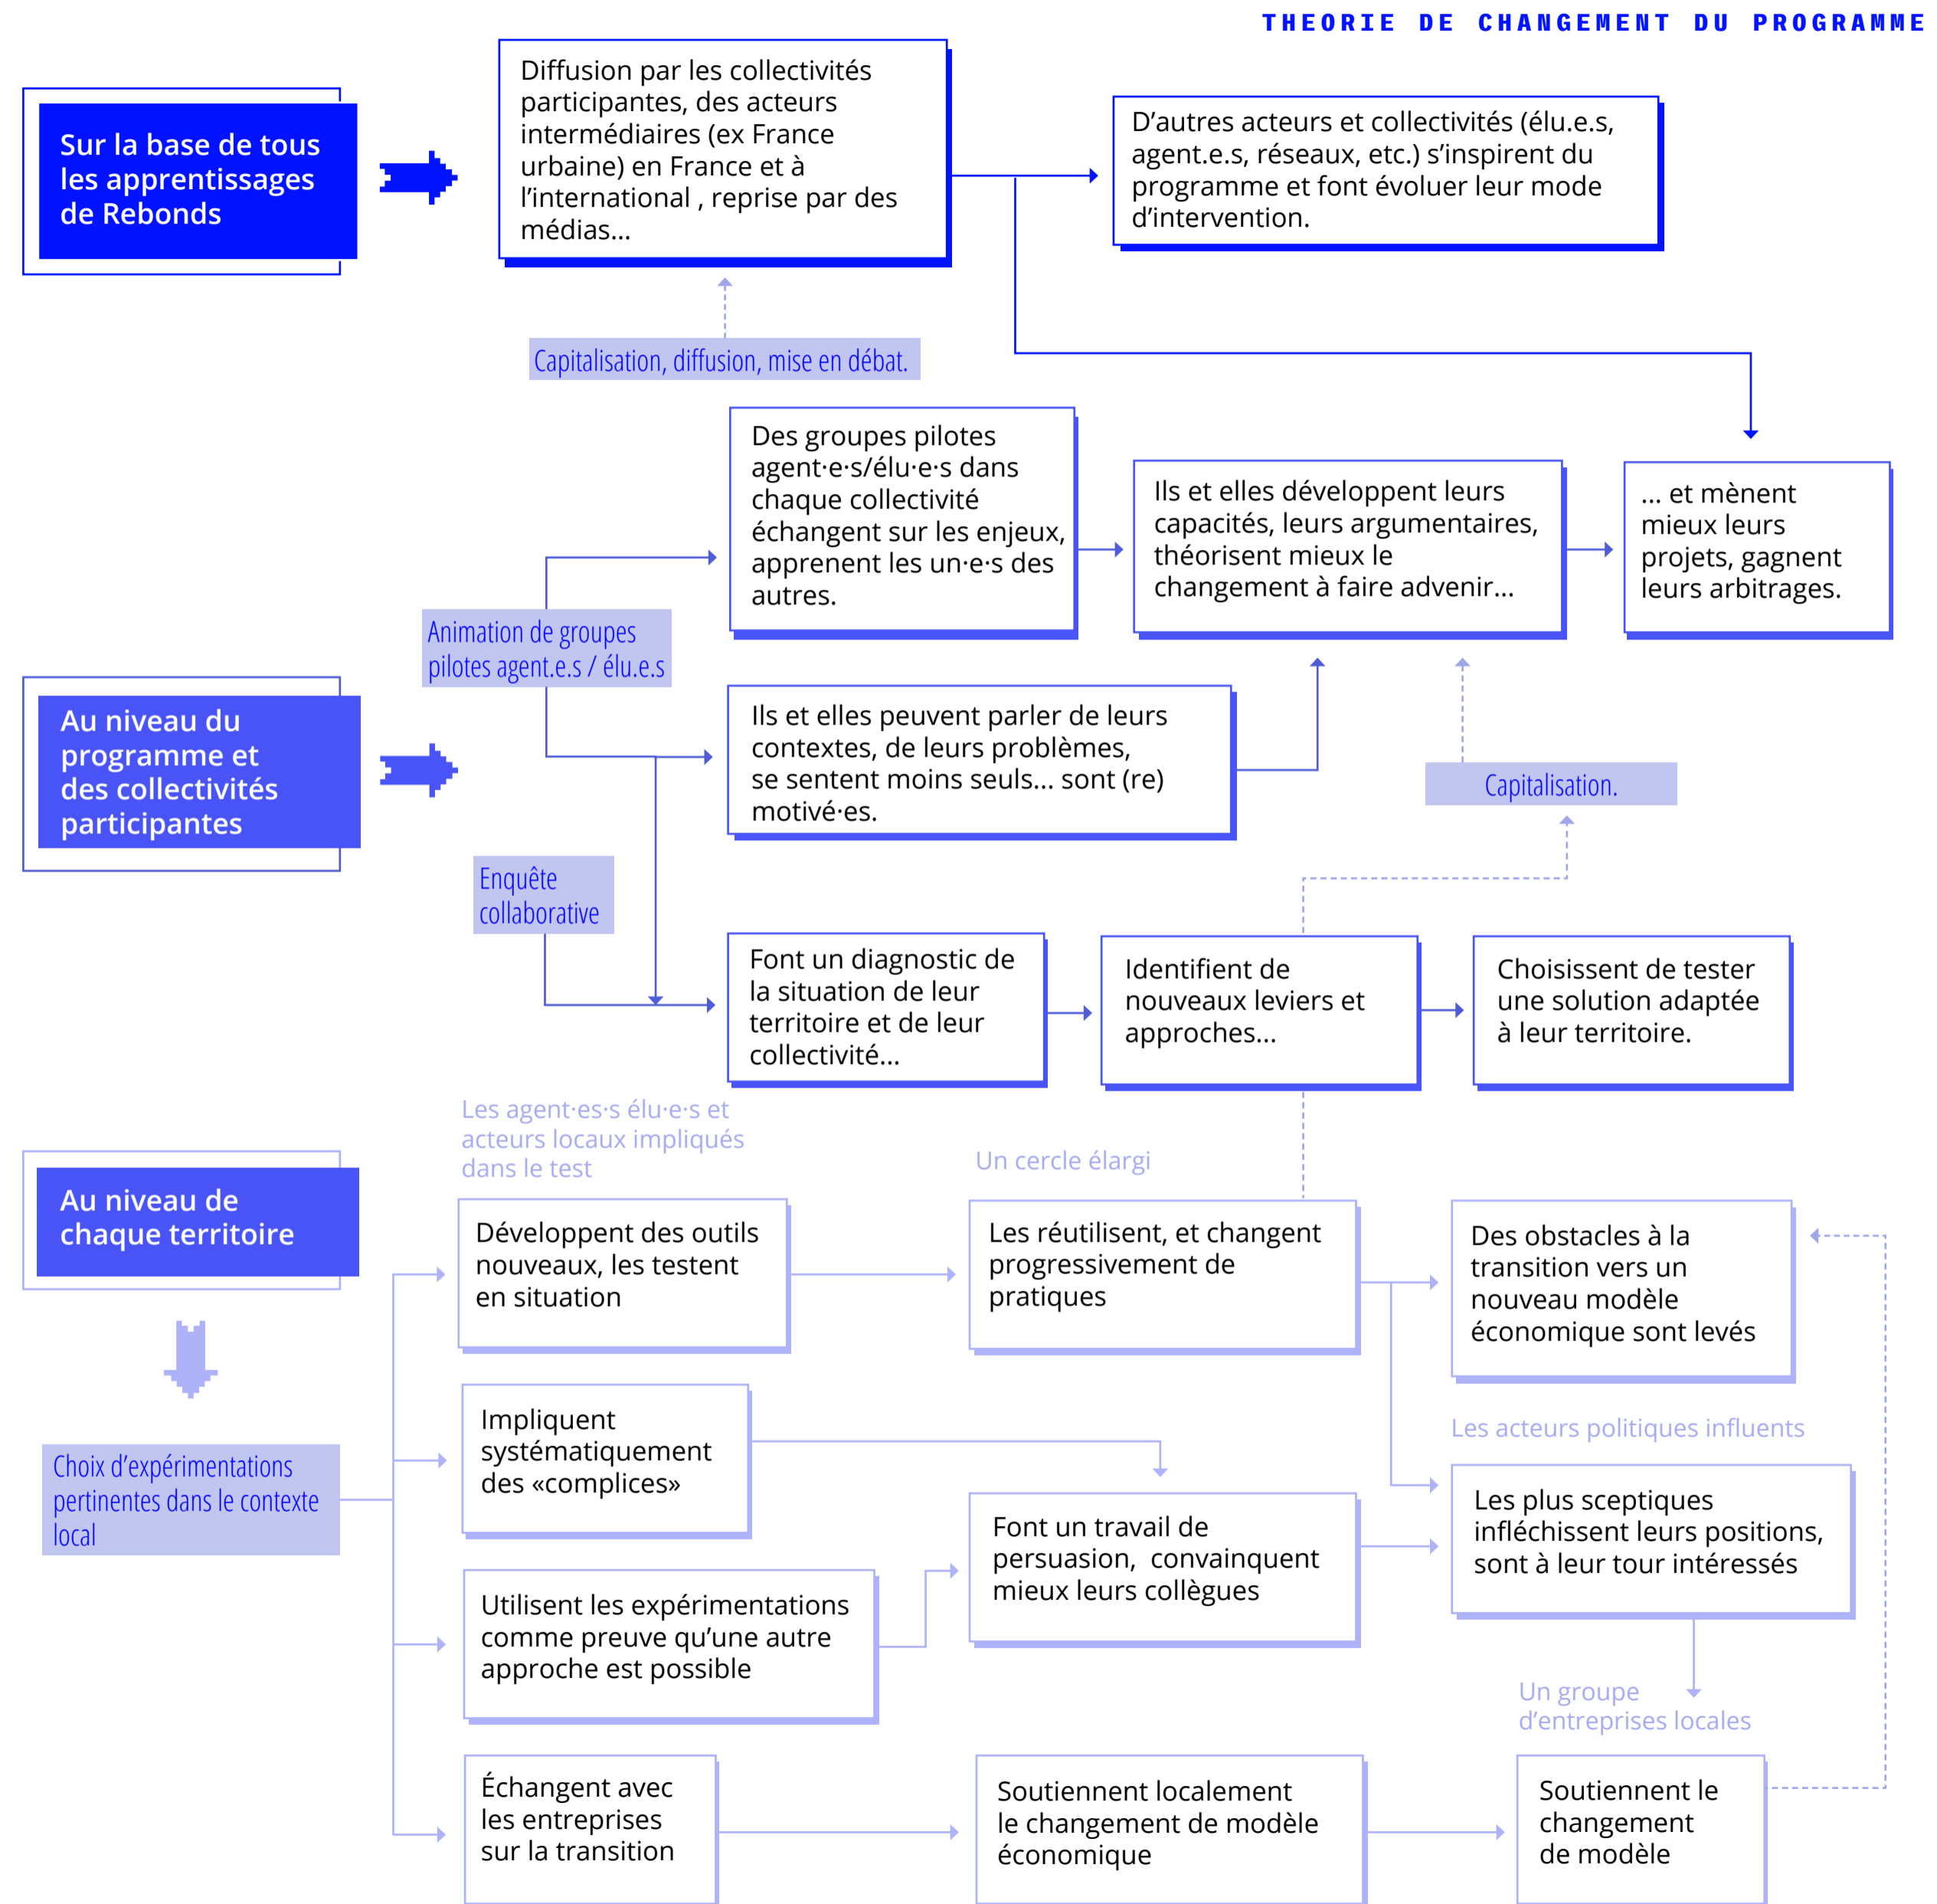 THEORIE DE CHANGEMENT DU PROGRAMME
Sur la base de tous
les apprentissages
de Rebonds
Diffusion par les collectivités
participantes, des acteurs
intermédiaires (ex France
urbaine) en France et à
l’international , reprise par des
médias...
D’autres acteurs et collectivités (élu.e.s,
agent.e.s, réseaux, etc.) s’inspirent du
programme et font évoluer leur mode
d’intervention.
Capitalisation, diffusion, mise en débat.
Au niveau du
programme et
des collectivités
participantes
Animation de groupes
pilotes agent.e.s / élu.e.s
Des groupes pilotes
agent·e·s/élu·e·s dans
chaque collectivité
échangent sur les enjeux,
apprenent les un·e·s des
autres.
Ils et elles développent leurs
capacités, leurs argumentaires,
théorisent mieux le
changement à faire advenir...
... et mènent
mieux leurs
projets, gagnent
leurs arbitrages.
Ils et elles peuvent parler de leurs
contextes, de leurs problèmes,
se sentent moins seuls... sont (re)
motivé·es.
Capitalisation.
Enquête
collaborative
Font un diagnostic de
la situation de leur
territoire et de leur
collectivité...
Identifient de
nouveaux leviers et
approches...
Choisissent de tester
une solution adaptée
à leur territoire.
Au niveau de
chaque territoire
Choix d’expérimentations
pertinentes dans le contexte
local
Les agent·es·s élu·e·s et
acteurs locaux impliqués
dans le test
Développent des outils
nouveaux, les testent
en situation
Un cercle élargi
Les réutilisent, et changent
progressivement de
pratiques
Des obstacles à la
transition vers un
nouveau modèle
économique sont levés
Impliquent
systématiquement
des «complices»
Font un travail de
persuasion,  convainquent
mieux leurs collègues
Les acteurs politiques influents
Les plus sceptiques
infléchissent leurs positions,
sont à leur tour intéressés
Utilisent les expérimentations
comme preuve qu’une autre
approche est possible
Échangent avec
les entreprises
sur la transition
Soutiennent localement
le changement de modèle
économique
Un groupe
d’entreprises locales
Soutiennent le
changement
de modèle